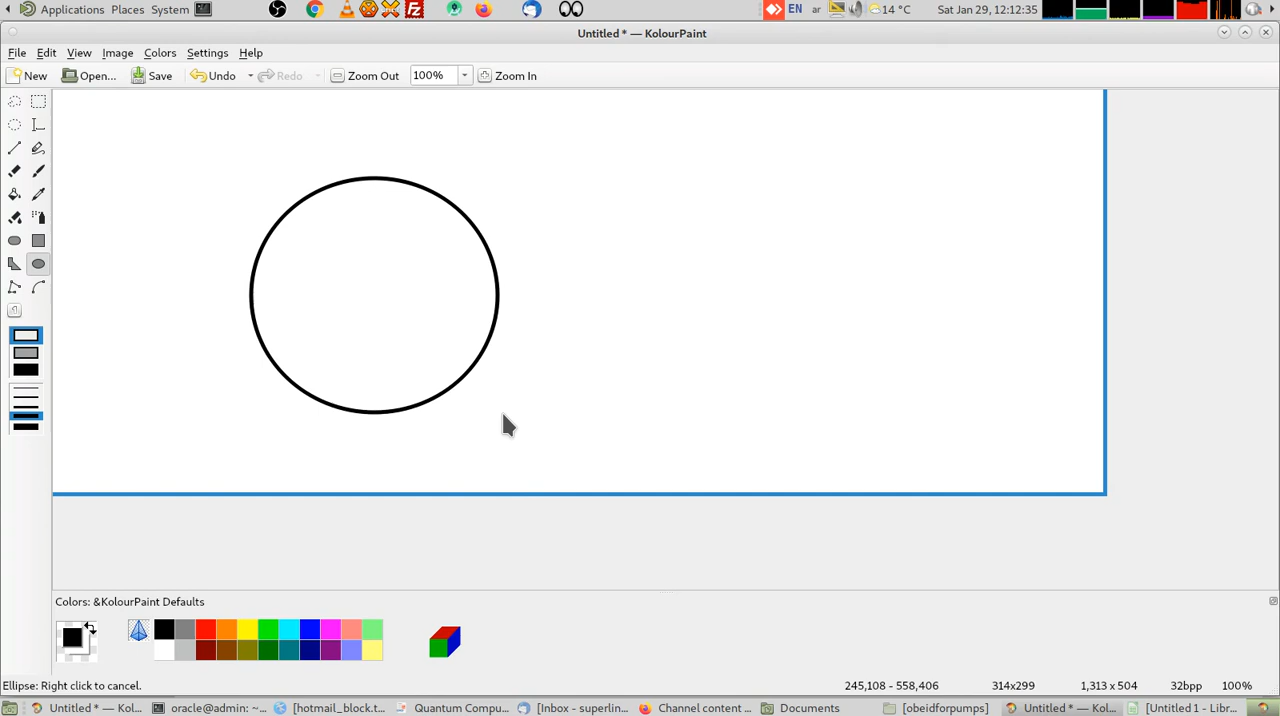 Applications Places System EN ar 14 °C Sat Jan 29, 12:12:35
Untitled * — KolourPaint
File Edit View Image Colors Settings Help
New Open... Save Undo Redo Zoom Out 100% Zoom In
Colors: &KolourPaint Defaults
Ellipse: Right click to cancel. 245,108 - 558,406 314x299 1,313 x 504 32bpp 100%
Untitled * — Kol... oracle@admin: ~... [hotmail_block.t... Quantum Compu... [Inbox - superlin... Channel content ... Documents [obeidforpumps] Untitled * — Kol... [Untitled 1 - Libr...